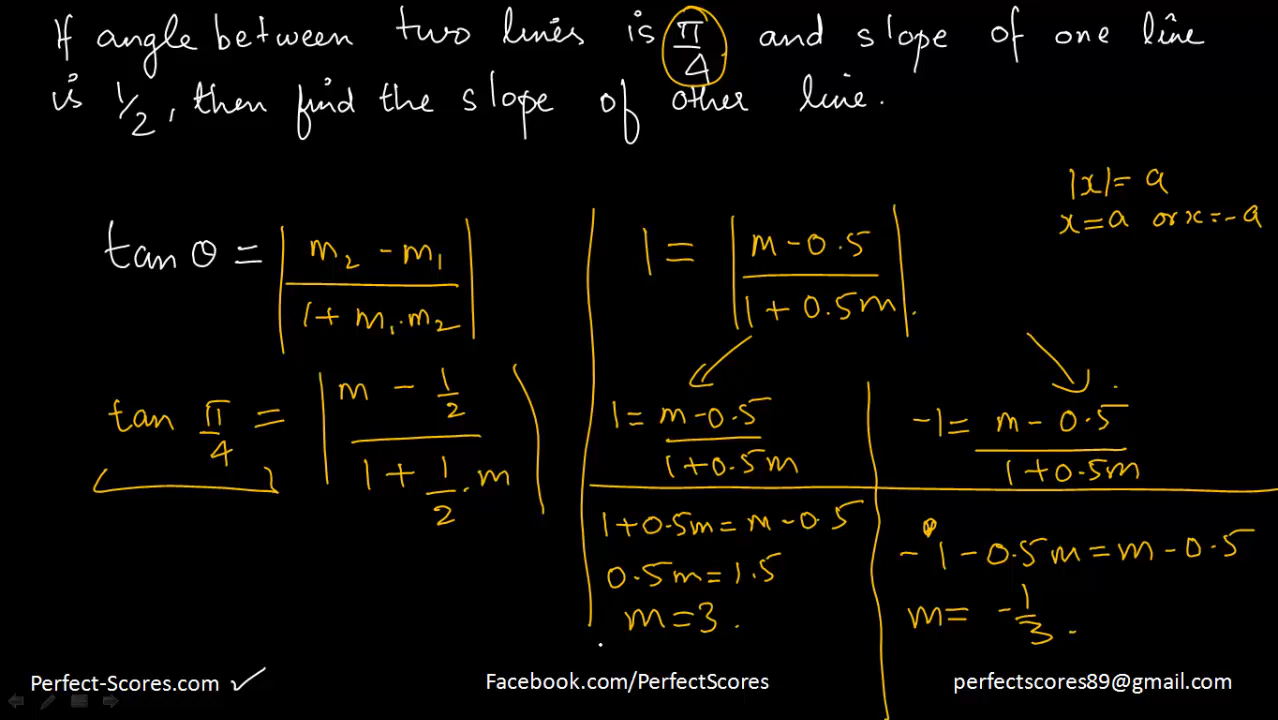 If angle between two lines is π/4 and slope of one line
is 1/2, then find the slope of other line.
|x|= a
x=a or x=-a
tan θ = |m₂ - m₁ / 1+ m₁.m₂|
tan π/4 = |m - 1/2 / 1 + 1/2 . m|
1 = |m - 0.5 / 1 + 0.5m|.
1 = m - 0.5 / 1+0.5m
1+0.5m = m - 0.5
0.5m = 1.5
m = 3.
-1 = m - 0.5 / 1+0.5m
-1 - 0.5m = m - 0.5
m = -1/3.
Perfect-Scores.com ✓
Facebook.com/PerfectScores
perfectscores89@gmail.com